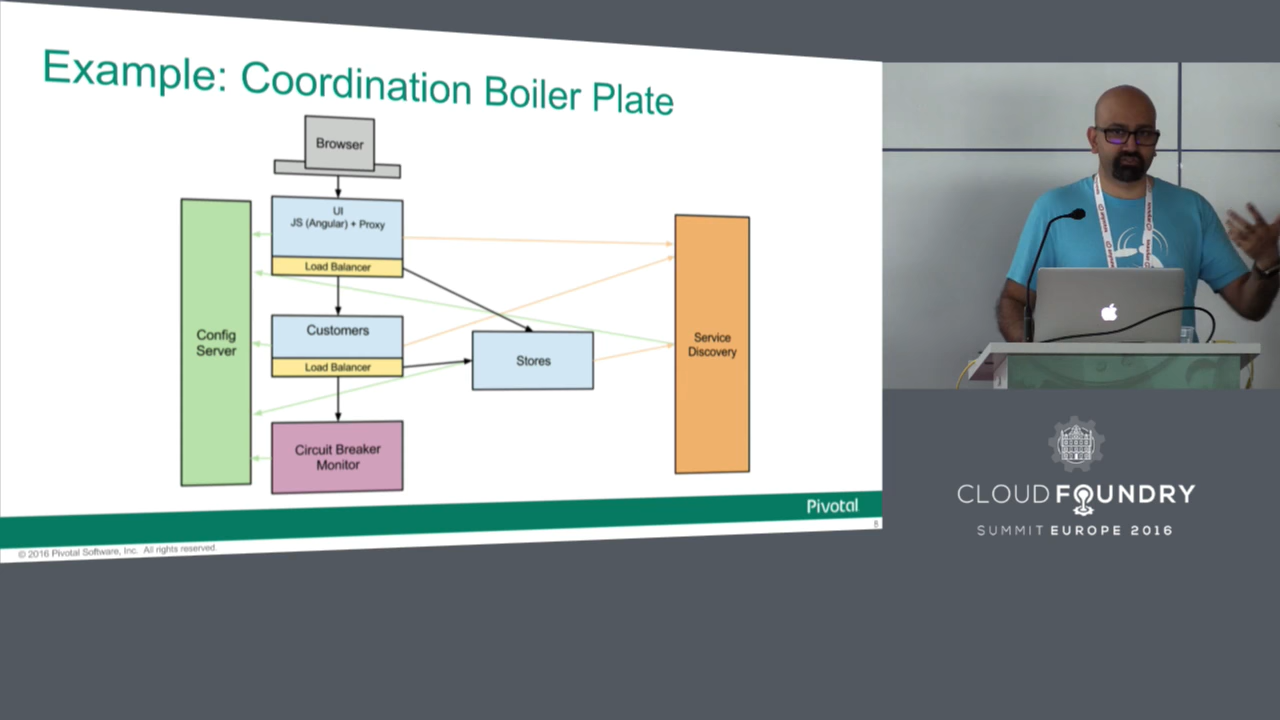 Example: Coordination Boiler Plate
Browser
UI
JS (Angular) + Proxy
Load Balancer
Customers
Load Balancer
Circuit Breaker
Monitor
Config
Server
Stores
Service
Discovery
Pivotal
8
© 2016 Pivotal Software, Inc. All rights reserved.
CLOUD FOUNDRY
SUMMIT EUROPE 2016